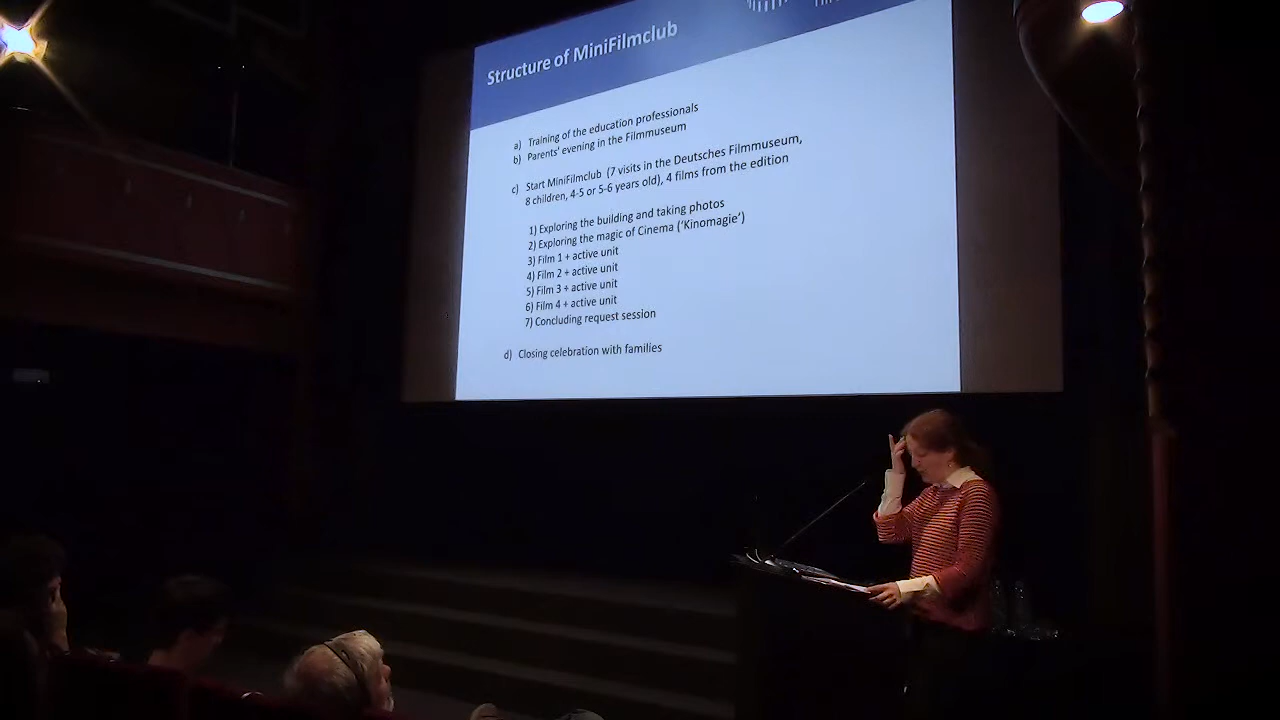 Structure of MiniFilmclub
a) Training of the education professionals
b) Parents' evening in the Filmmuseum
c) Start MiniFilmclub (7 visits in the Deutsches Filmmuseum,
8 children, 4-5 or 5-6 years old), 4 films from the edition
1) Exploring the building and taking photos
2) Exploring the magic of Cinema ('Kinomagie')
3) Film 1 + active unit
4) Film 2 + active unit
5) Film 3 + active unit
6) Film 4 + active unit
7) Concluding request session
d) Closing celebration with families